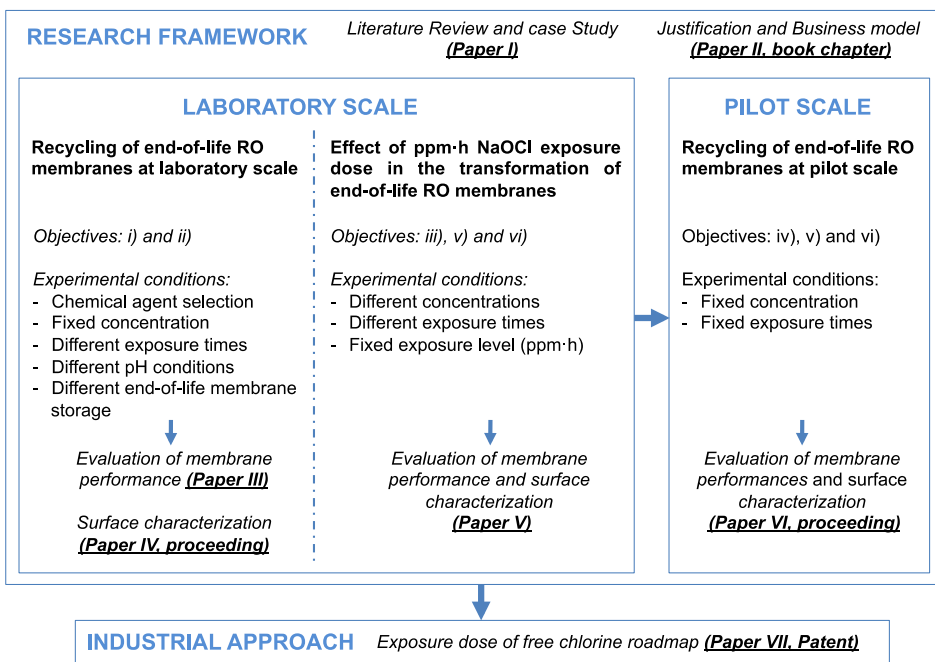 RESEARCH FRAMEWORK
Literature Review and case Study
(Paper I)
Justification and Business model
(Paper II, book chapter)
LABORATORY SCALE
Recycling of end-of-life RO
membranes at laboratory scale
Objectives: i) and ii)
Experimental conditions:
- Chemical agent selection
- Fixed concentration
- Different exposure times
- Different pH conditions
- Different end-of-life membrane
storage
Evaluation of membrane
performance (Paper III)
Surface characterization
(Paper IV, proceeding)
Effect of ppm·h NaOCl exposure
dose in the transformation of
end-of-life RO membranes
Objectives: iii), v) and vi)
Experimental conditions:
- Different concentrations
- Different exposure times
- Fixed exposure level (ppm·h)
Evaluation of membrane
performance and surface
characterization
(Paper V)
PILOT SCALE
Recycling of end-of-life RO
membranes at pilot scale
Objectives: iv), v) and vi)
Experimental conditions:
- Fixed concentration
- Fixed exposure times
Evaluation of membrane
performances and surface
characterization
(Paper VI, proceeding)
INDUSTRIAL APPROACH
Exposure dose of free chlorine roadmap (Paper VII, Patent)